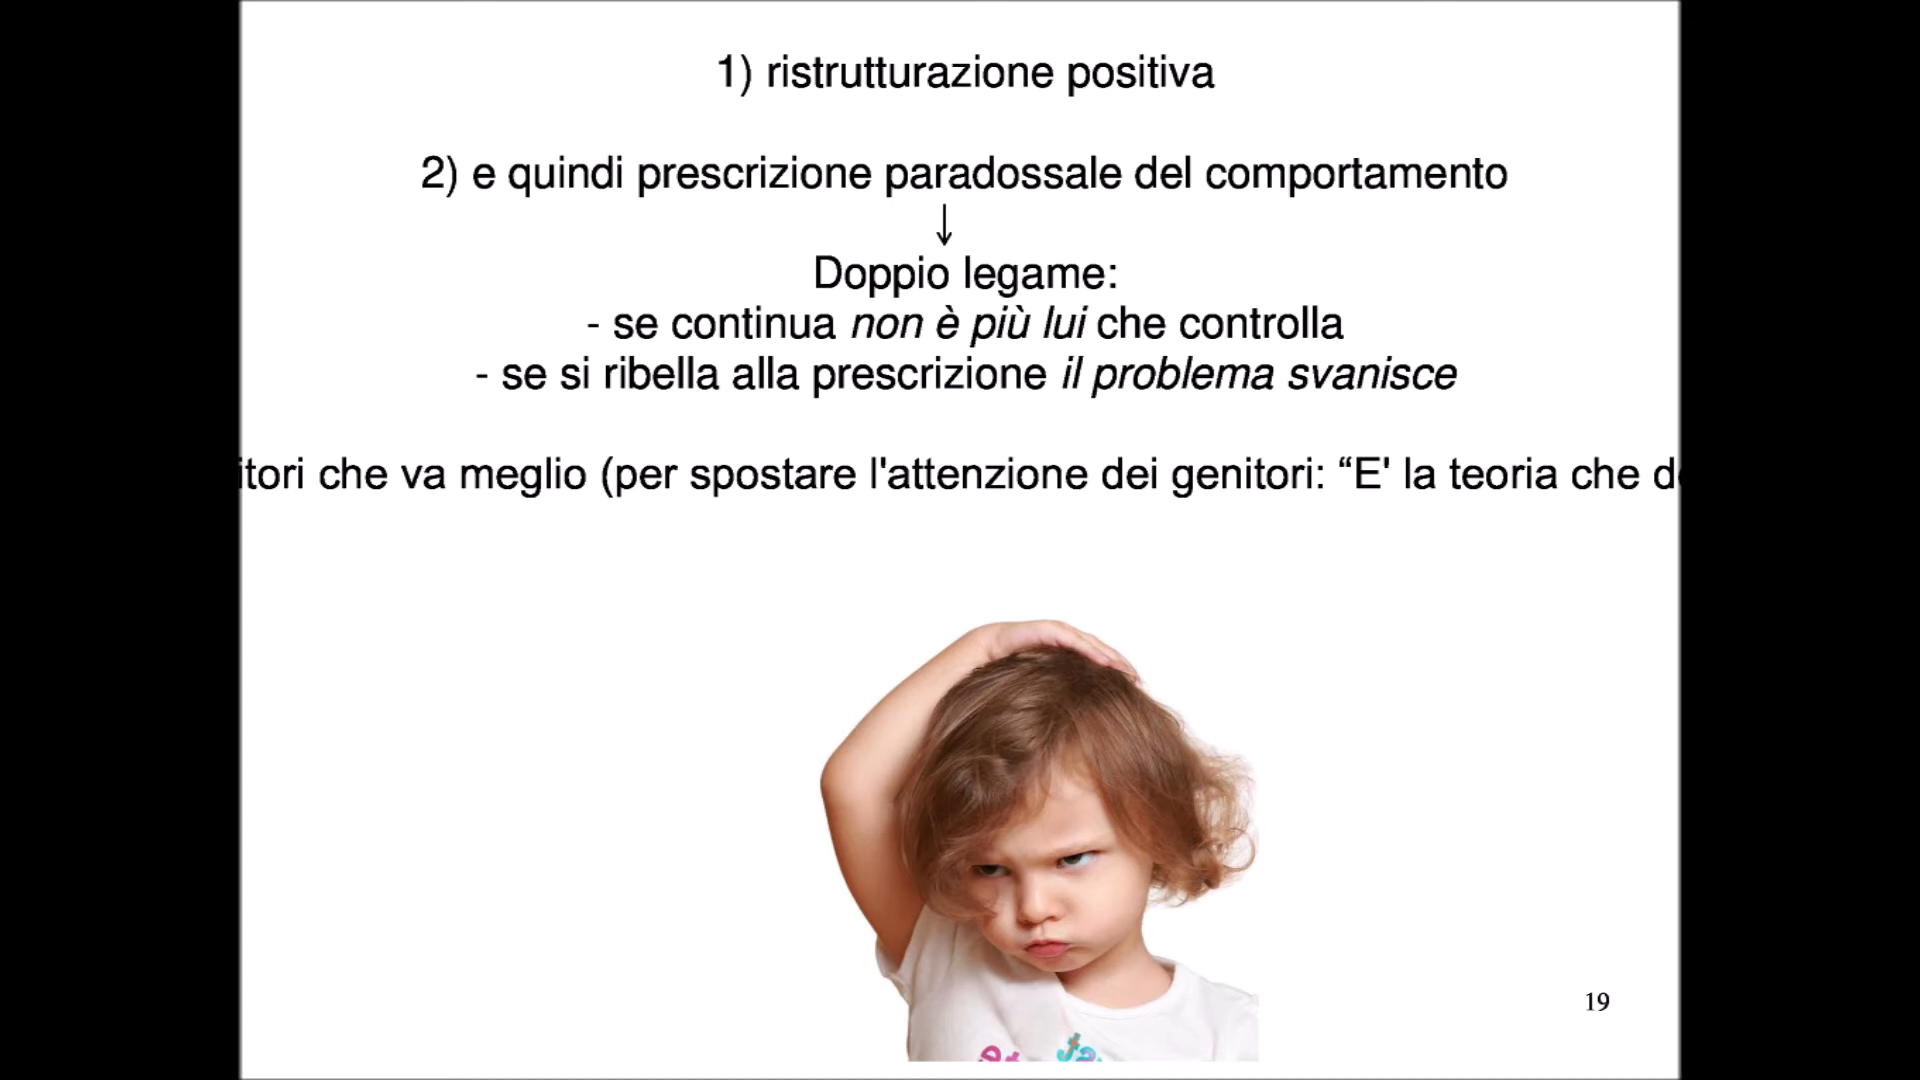 1) ristrutturazione positiva
2) e quindi prescrizione paradossale del comportamento
↓
Doppio legame:
- se continua non è più lui che controlla
- se si ribella alla prescrizione il problema svanisce
che va meglio (per spostare l'attenzione dei genitori: “E' la teoria che
19